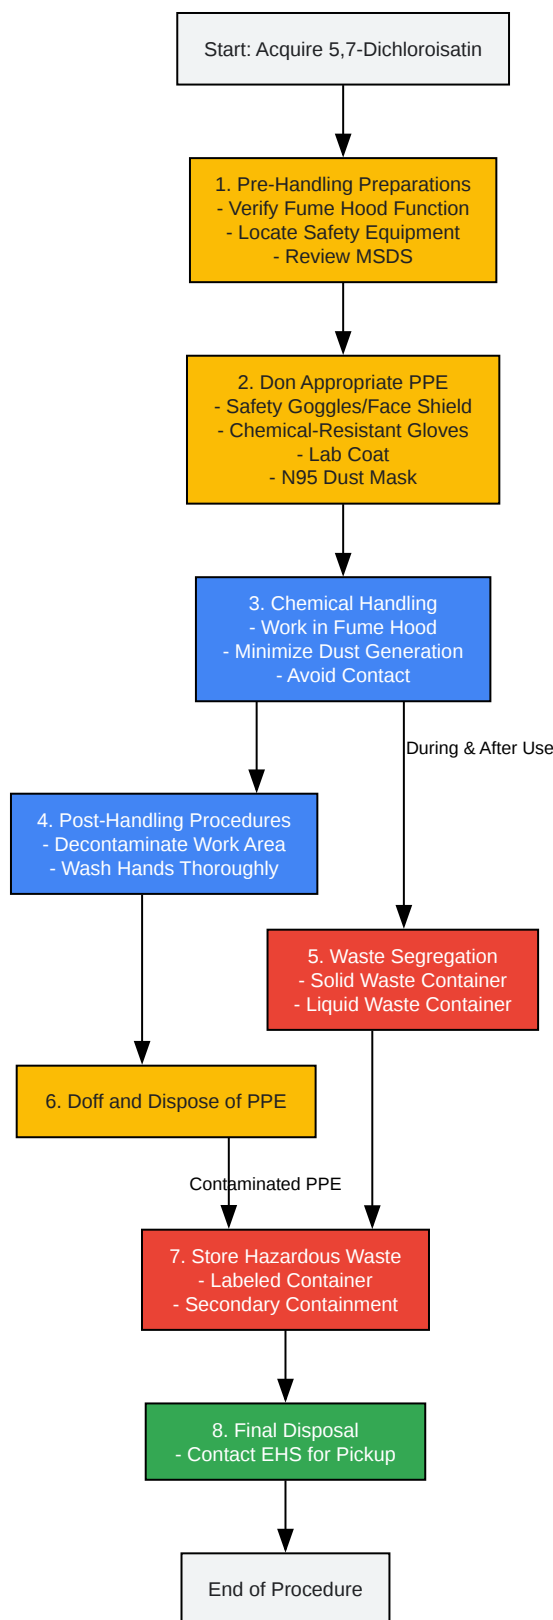 Start: Acquire 5,7-Dichloroisatin
1. Pre-Handling Preparations
- Verify Fume Hood Function
- Locate Safety Equipment
- Review MSDS
2. Don Appropriate PPE
- Safety Goggles/Face Shield
- Chemical-Resistant Gloves
- Lab Coat
- N95 Dust Mask
3. Chemical Handling
- Work in Fume Hood
- Minimize Dust Generation
- Avoid Contact
During & After Use
4. Post-Handling Procedures
- Decontaminate Work Area
- Wash Hands Thoroughly
5. Waste Segregation
- Solid Waste Container
- Liquid Waste Container
6. Doff and Dispose of PPE
Contaminated PPE
7. Store Hazardous Waste
- Labeled Container
- Secondary Containment
8. Final Disposal
- Contact EHS for Pickup
End of Procedure